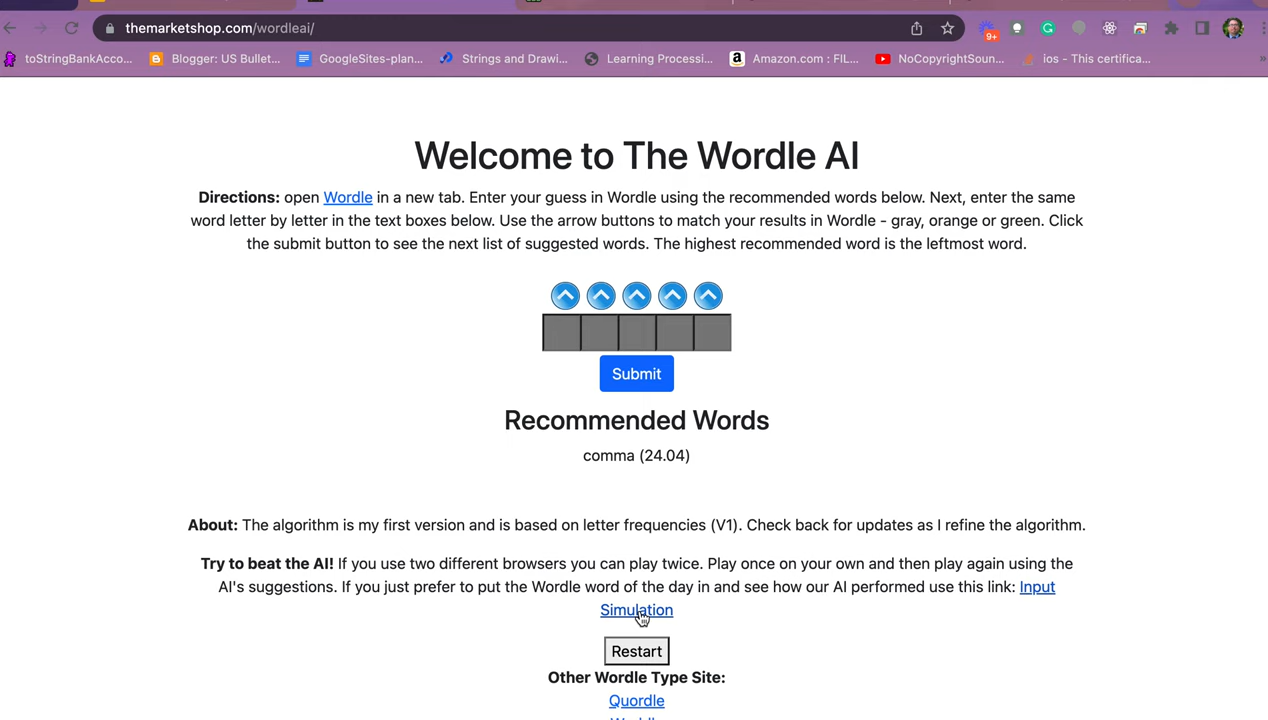 themarketshop.com/wordleai/
9+
toStringBankAcco...
Blogger: US Bullet...
GoogleSites-plan...
Strings and Drawi...
Learning Processi...
Amazon.com : FIL...
NoCopyrightSoun...
ios - This certifica...
»
Welcome to The Wordle AI
Directions: open Wordle in a new tab. Enter your guess in Wordle using the recommended words below. Next, enter the same
word letter by letter in the text boxes below. Use the arrow buttons to match your results in Wordle - gray, orange or green. Click
the submit button to see the next list of suggested words. The highest recommended word is the leftmost word.
Submit
Recommended Words
comma (24.04)
About: The algorithm is my first version and is based on letter frequencies (V1). Check back for updates as I refine the algorithm.
Try to beat the AI! If you use two different browsers you can play twice. Play once on your own and then play again using the
AI's suggestions. If you just prefer to put the Wordle word of the day in and see how our AI performed use this link: Input
Simulation
Restart
Other Wordle Type Site:
Quordle